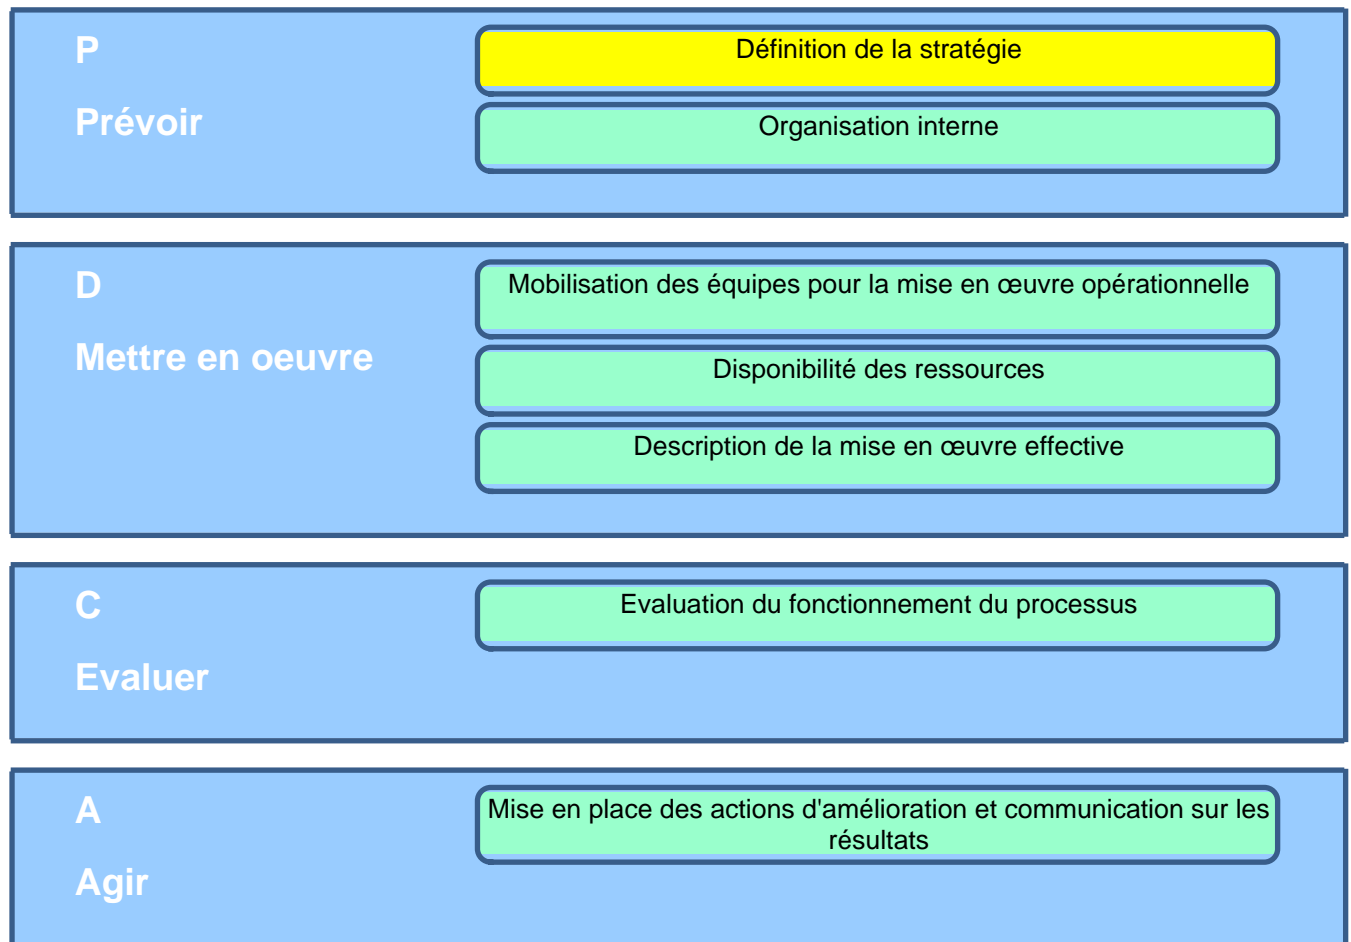 P
Définition de la stratégie
Prévoir
Organisation interne
D
Mobilisation des équipes pour la mise en œuvre opérationnelle
Mettre en oeuvre
Disponibilité des ressources
Description de la mise en œuvre effective
C
Evaluation du fonctionnement du processus
Evaluer
A
Mise en place des actions d'amélioration et communication sur les
résultats
Agir